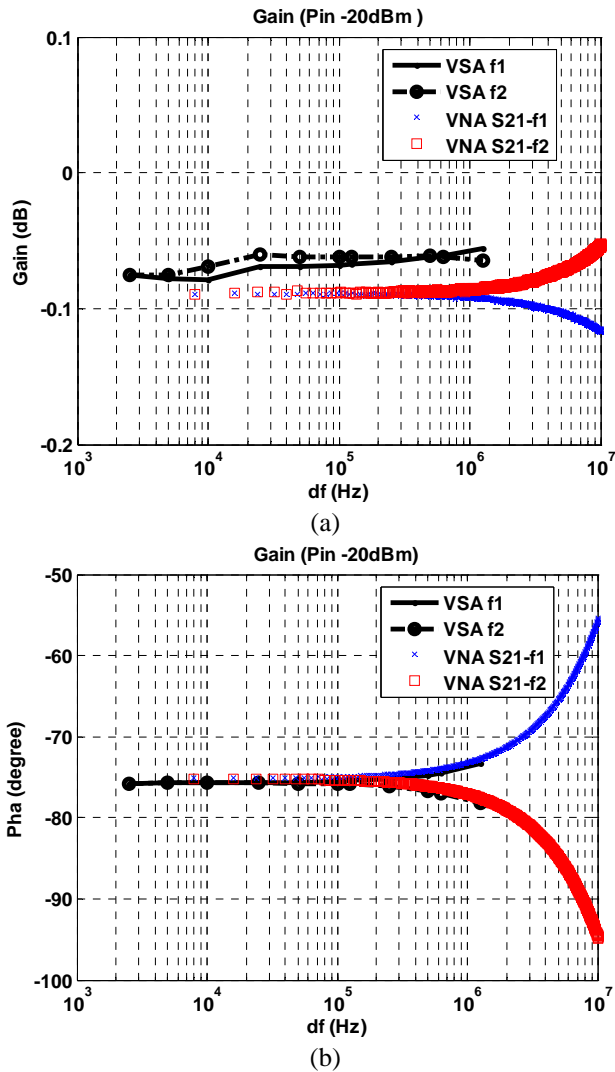 Gain (Pin -20dBm )
0.1
0
-0.1
-0.2
Gain (dB)
VSA f1
VSA f2
VNA S21-f1
VNA S21-f2
10^3 10^4 10^5 10^6 10^7
df (Hz)
(a)
Gain (Pin -20dBm)
-50
-60
-70
-80
-90
-100
Pha (degree)
VSA f1
VSA f2
VNA S21-f1
VNA S21-f2
10^3 10^4 10^5 10^6 10^7
df (Hz)
(b)